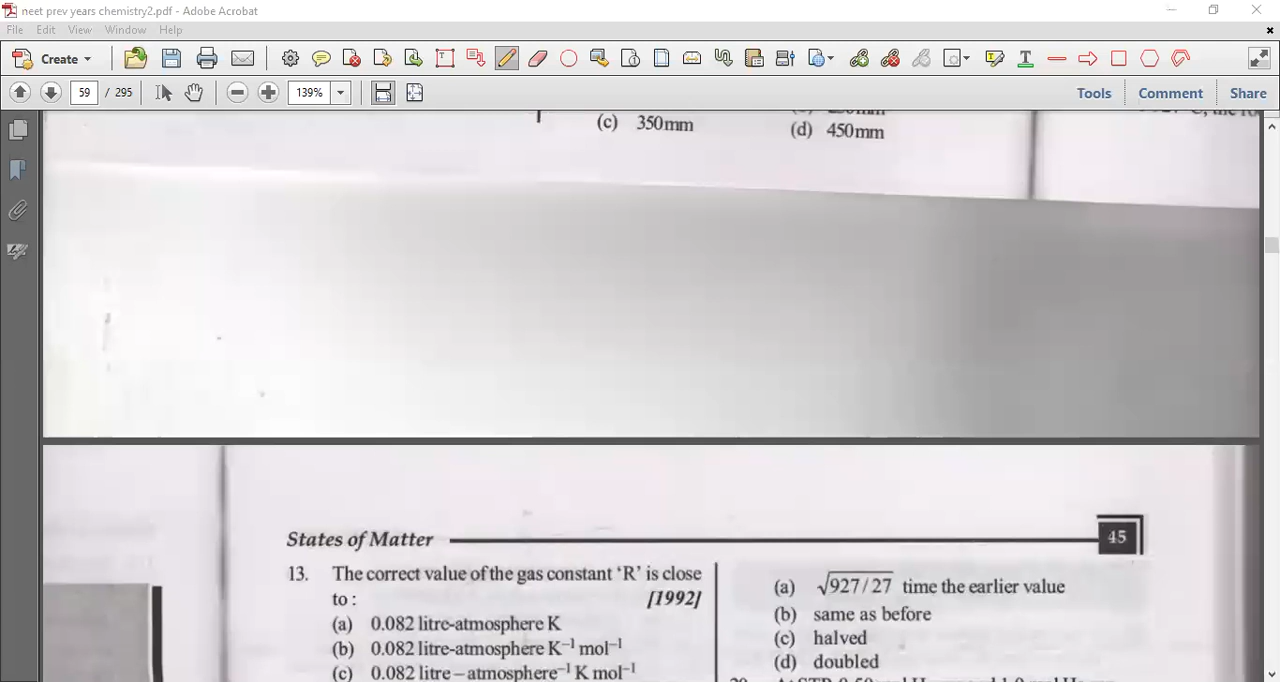 neet prev years chemistry2.pdf - Adobe Acrobat
File Edit View Window Help
Create
59 / 295 139% Tools Comment Share
(c) 350mm (d) 450mm
States of Matter 45
13. The correct value of the gas constant ‘R’ is close
to : [1992]
(a) 0.082 litre-atmosphere K
(b) 0.082 litre-atmosphere K⁻¹ mol⁻¹
(c) 0.082 litre – atmosphere⁻¹ K mol⁻¹
(a) √927/27 time the earlier value
(b) same as before
(c) halved
(d) doubled